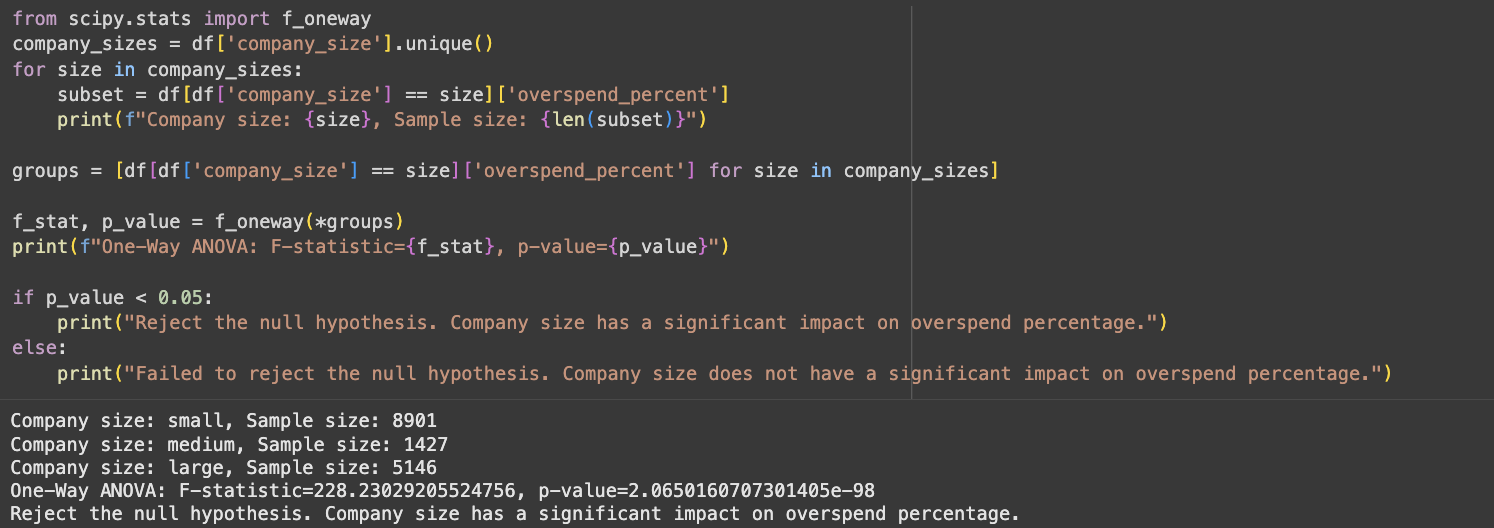 from scipy.stats import f_oneway
company_sizes = df['company_size'].unique()
for size in company_sizes:
    subset = df[df['company_size'] == size]['overspend_percent']
    print(f"Company size: {size}, Sample size: {len(subset)}")

groups = [df[df['company_size'] == size]['overspend_percent'] for size in company_sizes]

f_stat, p_value = f_oneway(*groups)
print(f"One-Way ANOVA: F-statistic={f_stat}, p-value={p_value}")

if p_value < 0.05:
    print("Reject the null hypothesis. Company size has a significant impact on overspend percentage.")
else:
    print("Failed to reject the null hypothesis. Company size does not have a significant impact on overspend percentage.")
Company size: small, Sample size: 8901
Company size: medium, Sample size: 1427
Company size: large, Sample size: 5146
One-Way ANOVA: F-statistic=228.23029205524756, p-value=2.0650160707301405e-98
Reject the null hypothesis. Company size has a significant impact on overspend percentage.